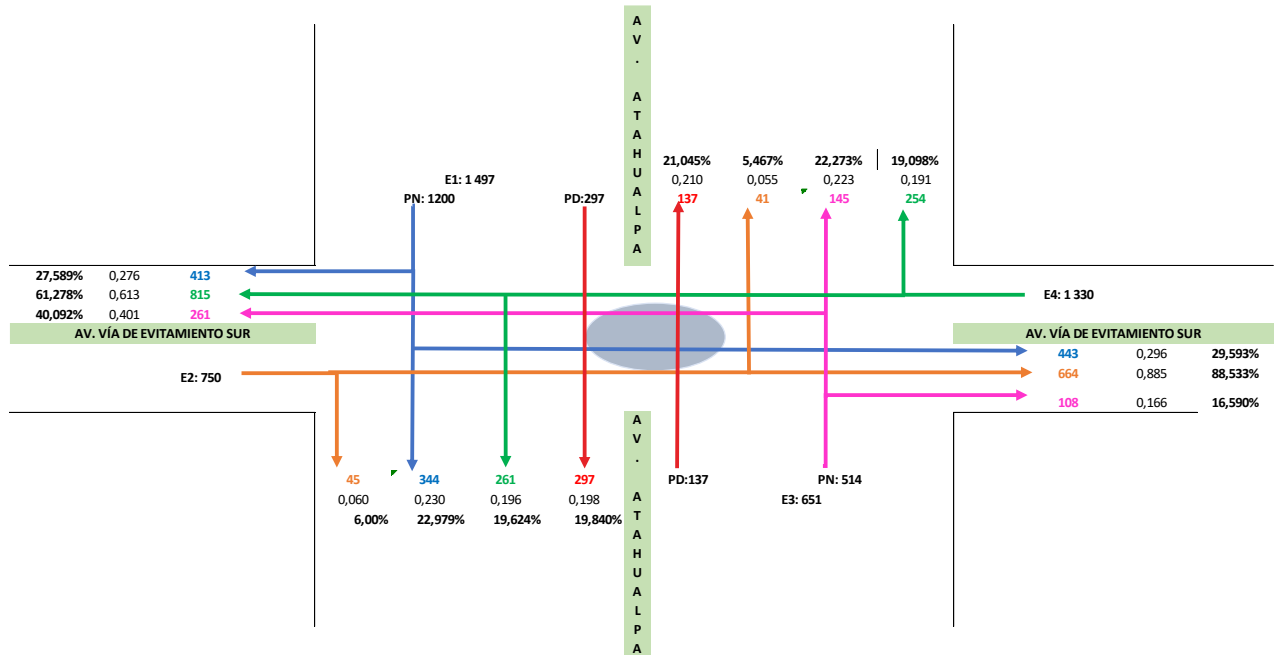 AV. ATAHUALPA
21,045% 5,467% 22,273% 19,098%
0,210 0,055 0,223 0,191
137 41 145 254
E1: 1 497
PN: 1200 PD:297
27,589% 0,276 413
61,278% 0,613 815
40,092% 0,401 261
AV. VÍA DE EVITAMIENTO SUR
E4: 1 330
AV. VÍA DE EVITAMIENTO SUR
443 0,296 29,593%
664 0,885 88,533%
108 0,166 16,590%
E2: 750
45 344 261 297
0,060 0,230 0,196 0,198
6,00% 22,979% 19,624% 19,840%
AV. ATAHUALPA
PD:137 PN: 514
E3: 651